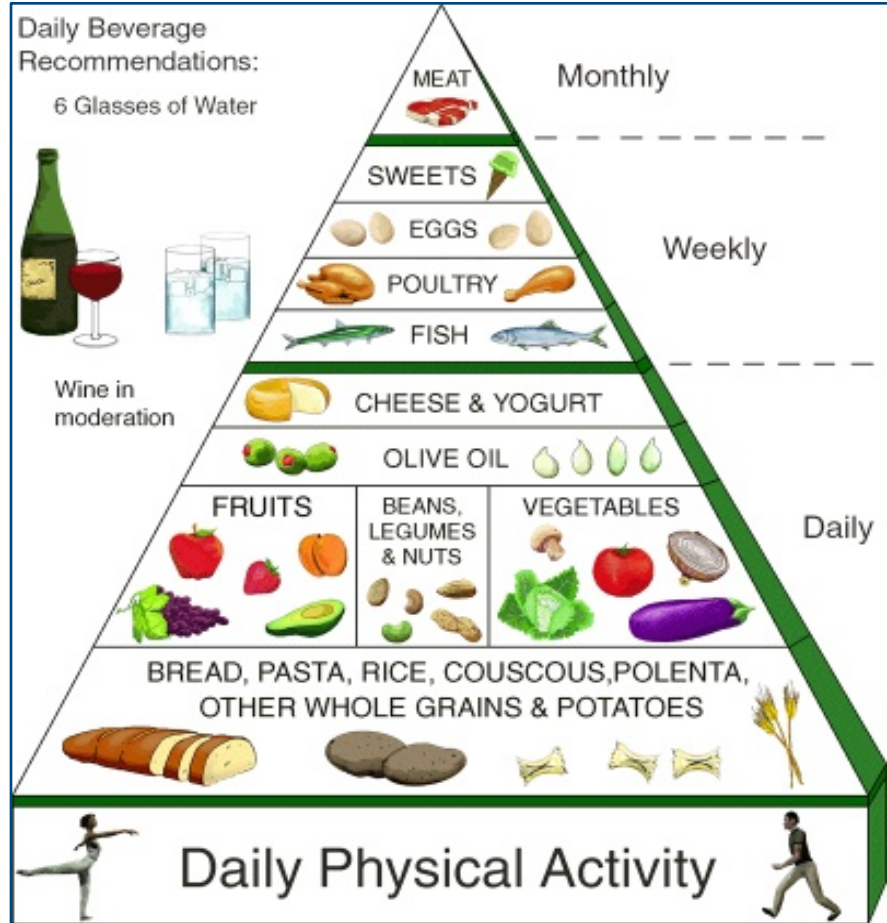 Daily Beverage
Recommendations:
6 Glasses of Water
Wine in
moderation
MEAT
Monthly
SWEETS
EGGS
POULTRY
FISH
Weekly
CHEESE & YOGURT
OLIVE OIL
FRUITS
BEANS,
LEGUMES
& NUTS
VEGETABLES
Daily
BREAD, PASTA, RICE, COUSCOUS,POLENTA,
OTHER WHOLE GRAINS & POTATOES
Daily Physical Activity